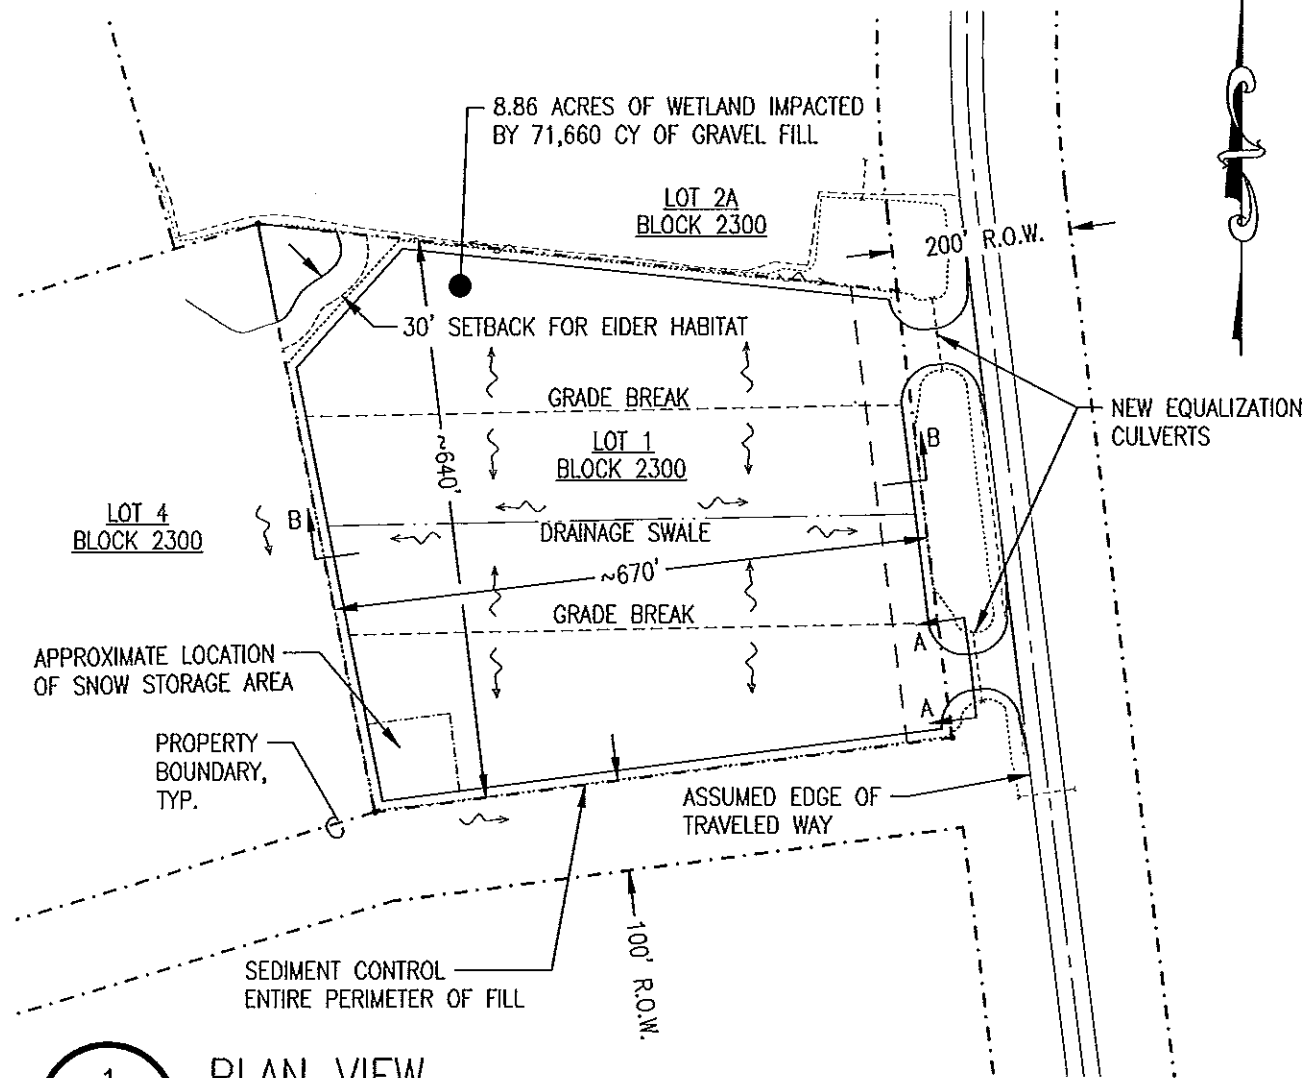 8.86 ACRES OF WETLAND IMPACTED
BY 71,660 CY OF GRAVEL FILL
LOT 2A
BLOCK 2300
200' R.O.W.
30' SETBACK FOR EIDER HABITAT
GRADE BREAK
NEW EQUALIZATION
CULVERTS
LOT 1
BLOCK 2300
B
~640'
LOT 4
BLOCK 2300
B
DRAINAGE SWALE
~670'
GRADE BREAK
A
APPROXIMATE LOCATION
OF SNOW STORAGE AREA
A
PROPERTY
BOUNDARY,
TYP.
ASSUMED EDGE OF
TRAVELED WAY
100' R.O.W.
SEDIMENT CONTROL
ENTIRE PERIMETER OF FILL
1
PLAN VIEW